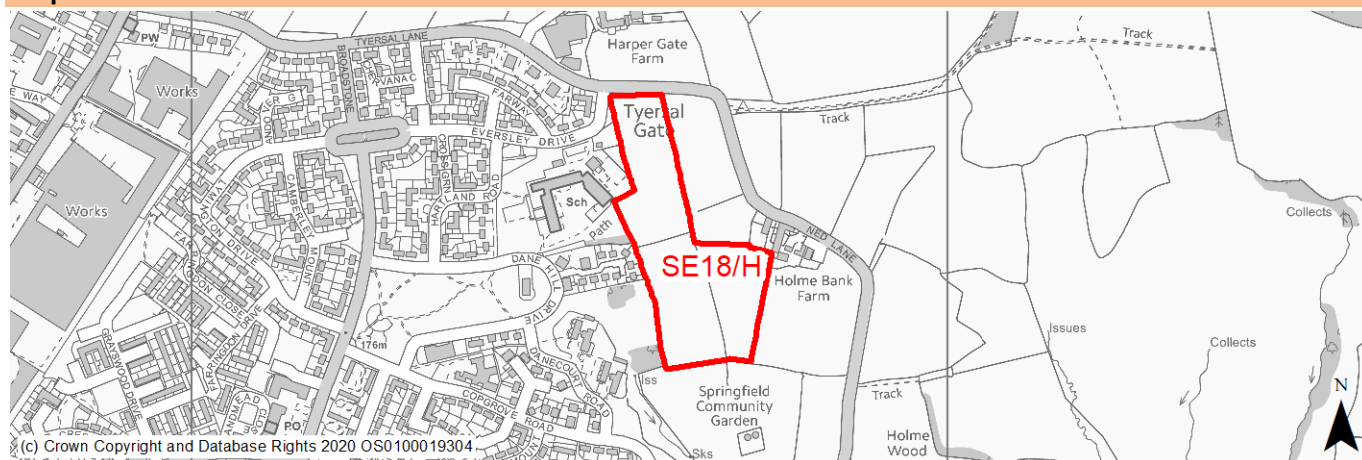 PW
TYERSAL LANE
Harper Gate
Farm
Track
Works
BROADSTONE
FARWAY
Tyersal
Gate
EVERSLEY DRIVE
Track
Works
CAMBERLEY
MOUNT
LYMINGTON DRIVE
HARTLAND ROAD
Sch
Path
Collects
NED LANE
SE18/H
DANE HILL DRIVE
Holme Bank
Farm
FARRINGDON CLOSE
FARRINGDON DRIVE
GRAYSWOOD DRIVE
176m
Issues
Collects
DANECOURT ROAD
Iss
COPGROVE ROAD
Springfield
Community
Garden
Track
N
PO
Holme
Wood
Sks
(c) Crown Copyright and Database Rights 2020 OS0100019304